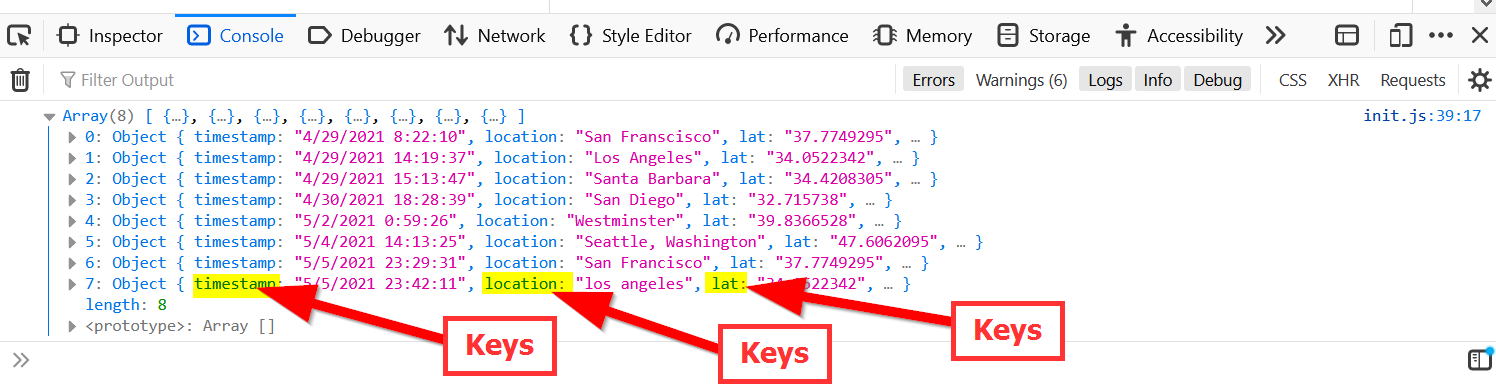 Inspector Console Debugger Network {} Style Editor Performance Memory Storage Accessibility
Filter Output Errors Warnings (6) Logs Info Debug CSS XHR Requests
Array(8) [ {…}, {…}, {…}, {…}, {…}, {…}, {…}, {…} ] init.js:39:17
0: Object { timestamp: "4/29/2021 8:22:10", location: "San Franscisco", lat: "37.7749295", … }
1: Object { timestamp: "4/29/2021 14:19:37", location: "Los Angeles", lat: "34.0522342", … }
2: Object { timestamp: "4/29/2021 15:13:47", location: "Santa Barbara", lat: "34.4208305", … }
3: Object { timestamp: "4/30/2021 18:28:39", location: "San Diego", lat: "32.715738", … }
4: Object { timestamp: "5/2/2021 0:59:26", location: "Westminster", lat: "39.8366528", … }
5: Object { timestamp: "5/4/2021 14:13:25", location: "Seattle, Washington", lat: "47.6062095", … }
6: Object { timestamp: "5/5/2021 23:29:31", location: "San Francisco", lat: "37.7749295", … }
7: Object { timestamp: "5/5/2021 23:42:11", location: "los angeles", lat: 522342", … }
length: 8
<prototype>: Array []
Keys
Keys
Keys